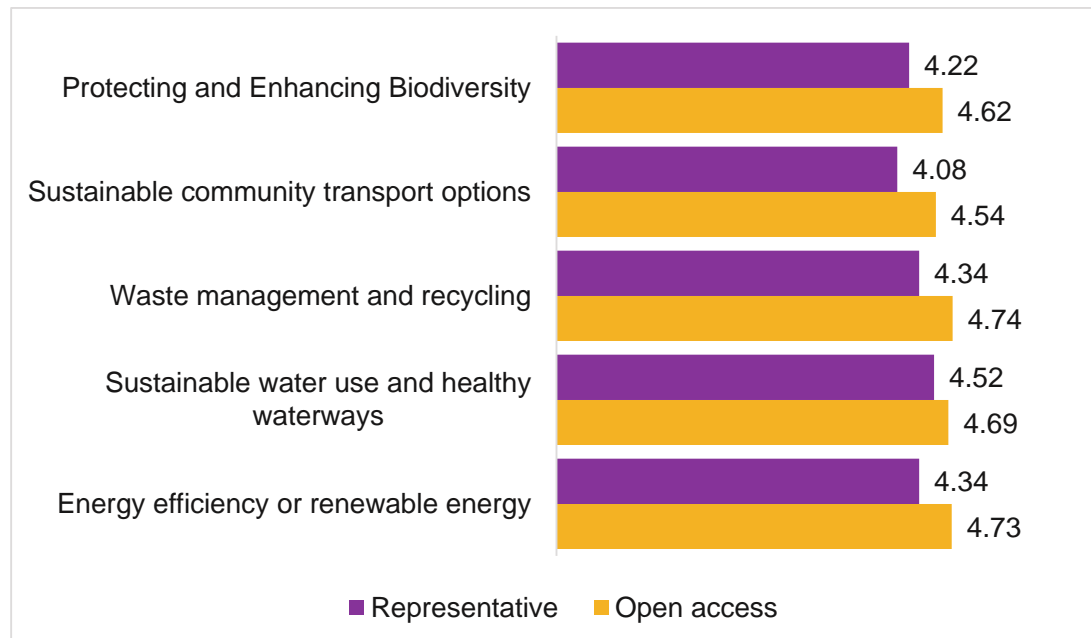 Protecting and Enhancing Biodiversity
4.22
4.62
Sustainable community transport options
4.08
4.54
Waste management and recycling
4.34
4.74
Sustainable water use and healthy
waterways
4.52
4.69
Energy efficiency or renewable energy
4.34
4.73
Representative
Open access